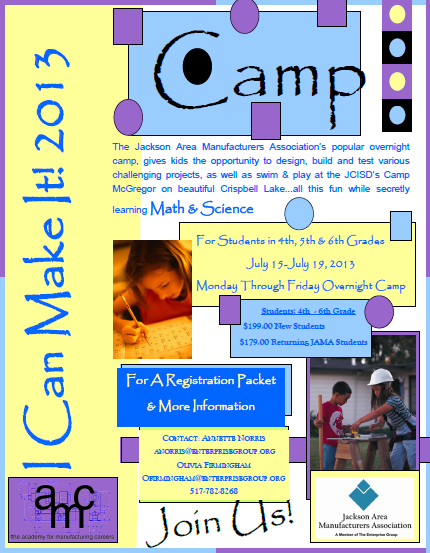 I Can Make It! 2013
Camp
The Jackson Area Manufacturers Association's popular overnight
camp, gives kids the opportunity to design, build and test various
challenging projects, as well as swim & play at the JCISD's Camp
McGregor on beautiful Crispbell Lake...all this fun while secretly
learning Math & Science
For Students in 4th, 5th & 6th Grades
July 15-July 19, 2013
Monday Through Friday Overnight Camp
Students: 4th - 6th Grade
$199.00 New Students
$179.00 Returning JAMA Students
For A Registration Packet
& More Information
Contact: Annette Norris
anorris@enterprisegroup.org
Olivia Firmingham
Ofirmingham@enterprisegroup.org
517-782-8268
Join Us!
amc
the academy for manufacturing careers
Jackson Area
Manufacturers Association
A Member of The Enterprise Group